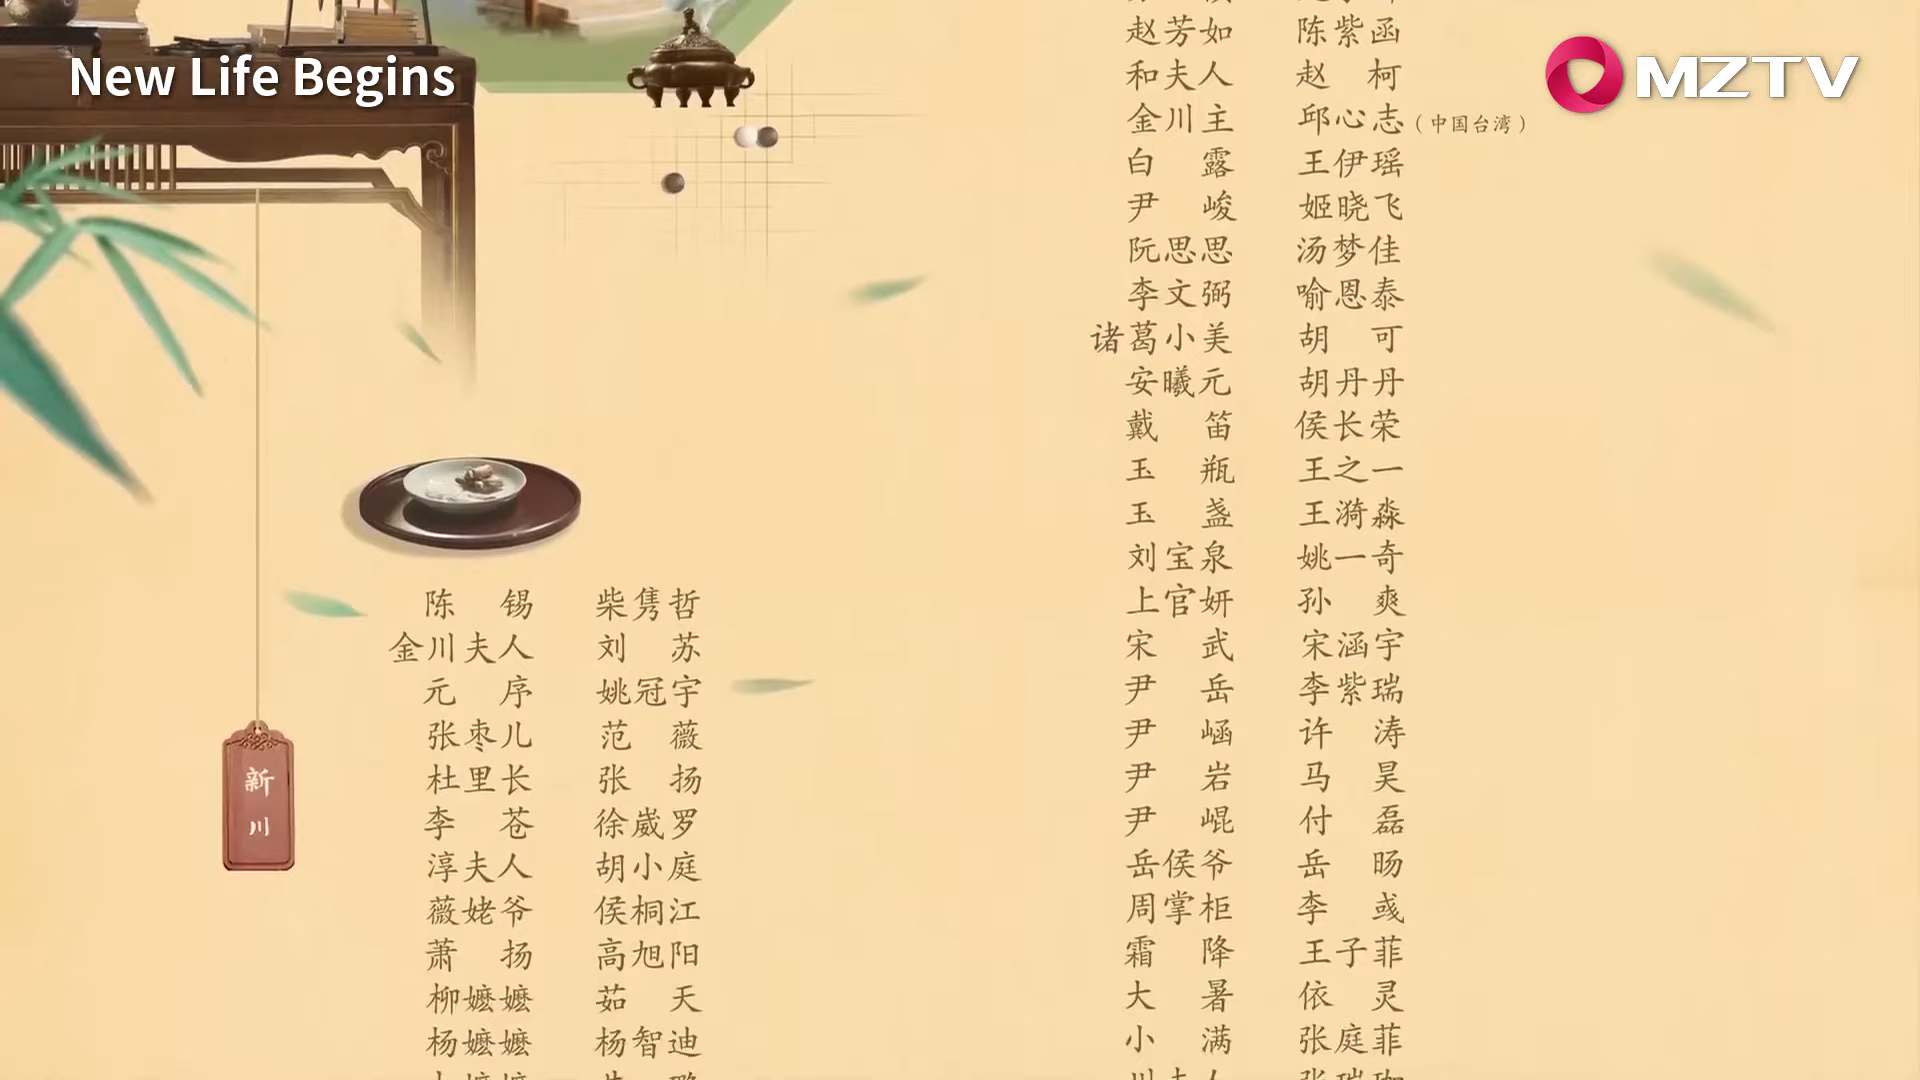 New Life Begins
MZTV
赵芳如 陈紫函
和夫人 赵柯
金川主 邱心志（中国台湾）
白露 王伊瑶
尹峻 姬晓飞
阮思思 汤梦佳
李文弼 喻恩泰
诸葛小美 胡可
安曦元 胡丹丹
戴笛 侯长荣
玉瓶 王之一
玉盏 王漪淼
刘宝泉 姚一奇
上官妍 孙爽
宋武 宋涵宇
尹岳 李紫瑞
尹崡 许涛
尹岩 马昊
尹崐 付磊
岳侯爷 岳旸
周掌柜 李彧
霜降 王子菲
大暑 依灵
小满 张庭菲
陈锡 柴隽哲
金川夫人 刘苏
元序 姚冠宇
张枣儿 范薇
杜里长 张扬
李苍 徐崴罗
淳夫人 胡小庭
薇姥爷 侯桐江
萧扬 高旭阳
柳嬷嬷 茹天
杨嬷嬷 杨智迪
新川